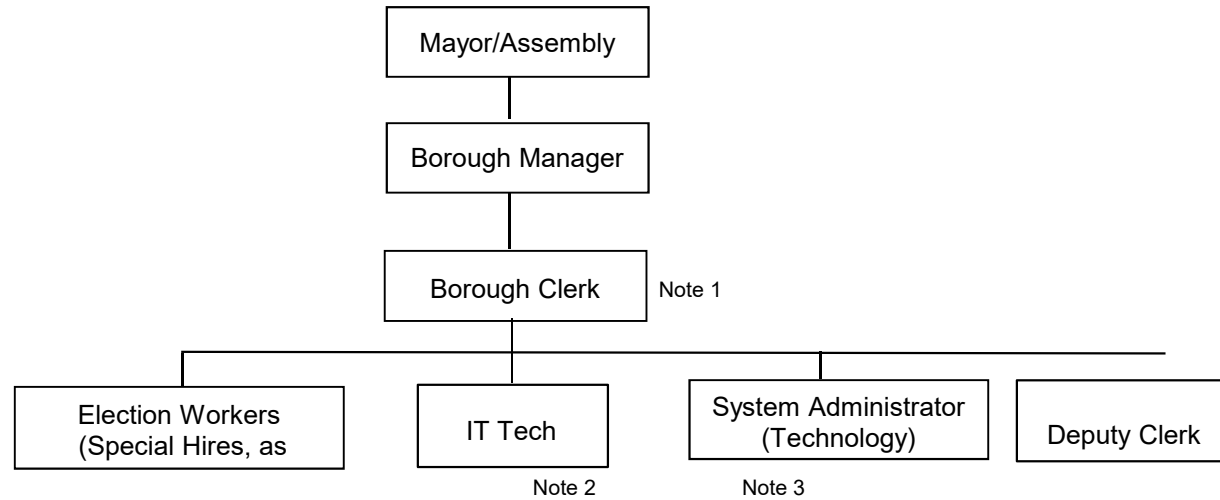 Mayor/Assembly
Borough Manager
Borough Clerk
Note 1
Election Workers
(Special Hires, as
IT Tech
System Administrator
(Technology)
Deputy Clerk
Note 2
Note 3